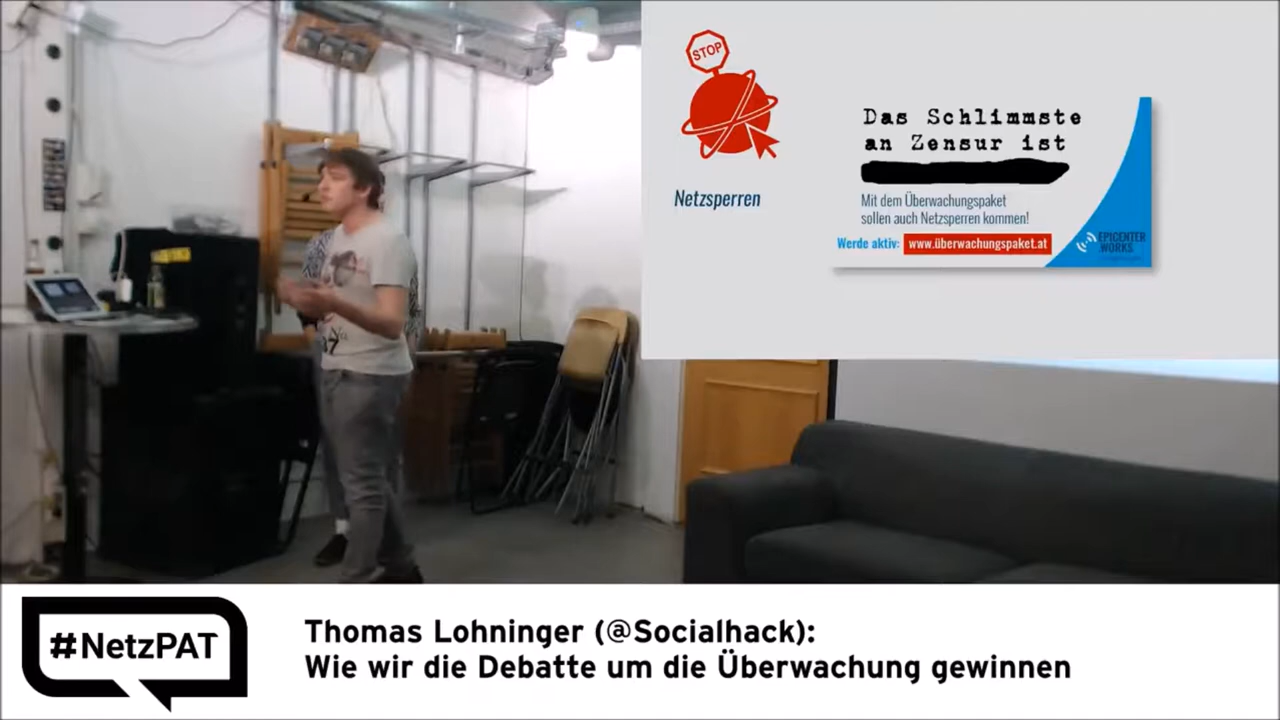 STOP
Netzsperren
Das Schlimmste
an Zensur ist
Mit dem Überwachungspaket
sollen auch Netzsperren kommen!
Werde aktiv: www.überwachungspaket.at
EPICENTER
.WORKS
#NetzPAT
Thomas Lohninger (@Socialhack):
Wie wir die Debatte um die Überwachung gewinnen